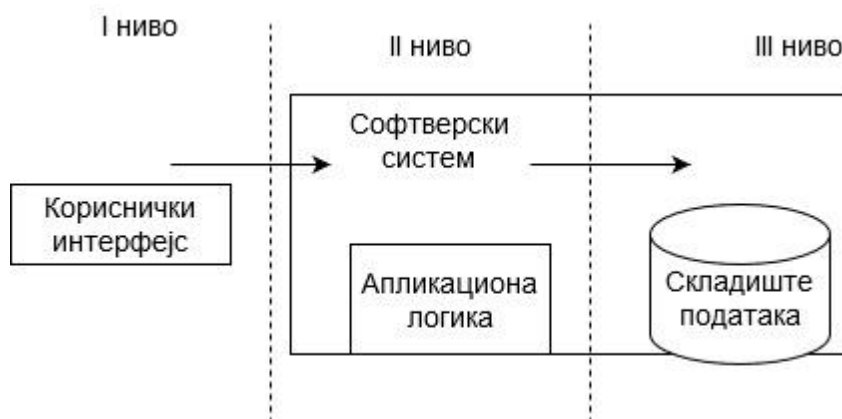 I ниво
II ниво
III ниво
Софтверски
систем
Кориснички
интерфејс
Апликациона
логика
Складиште
података